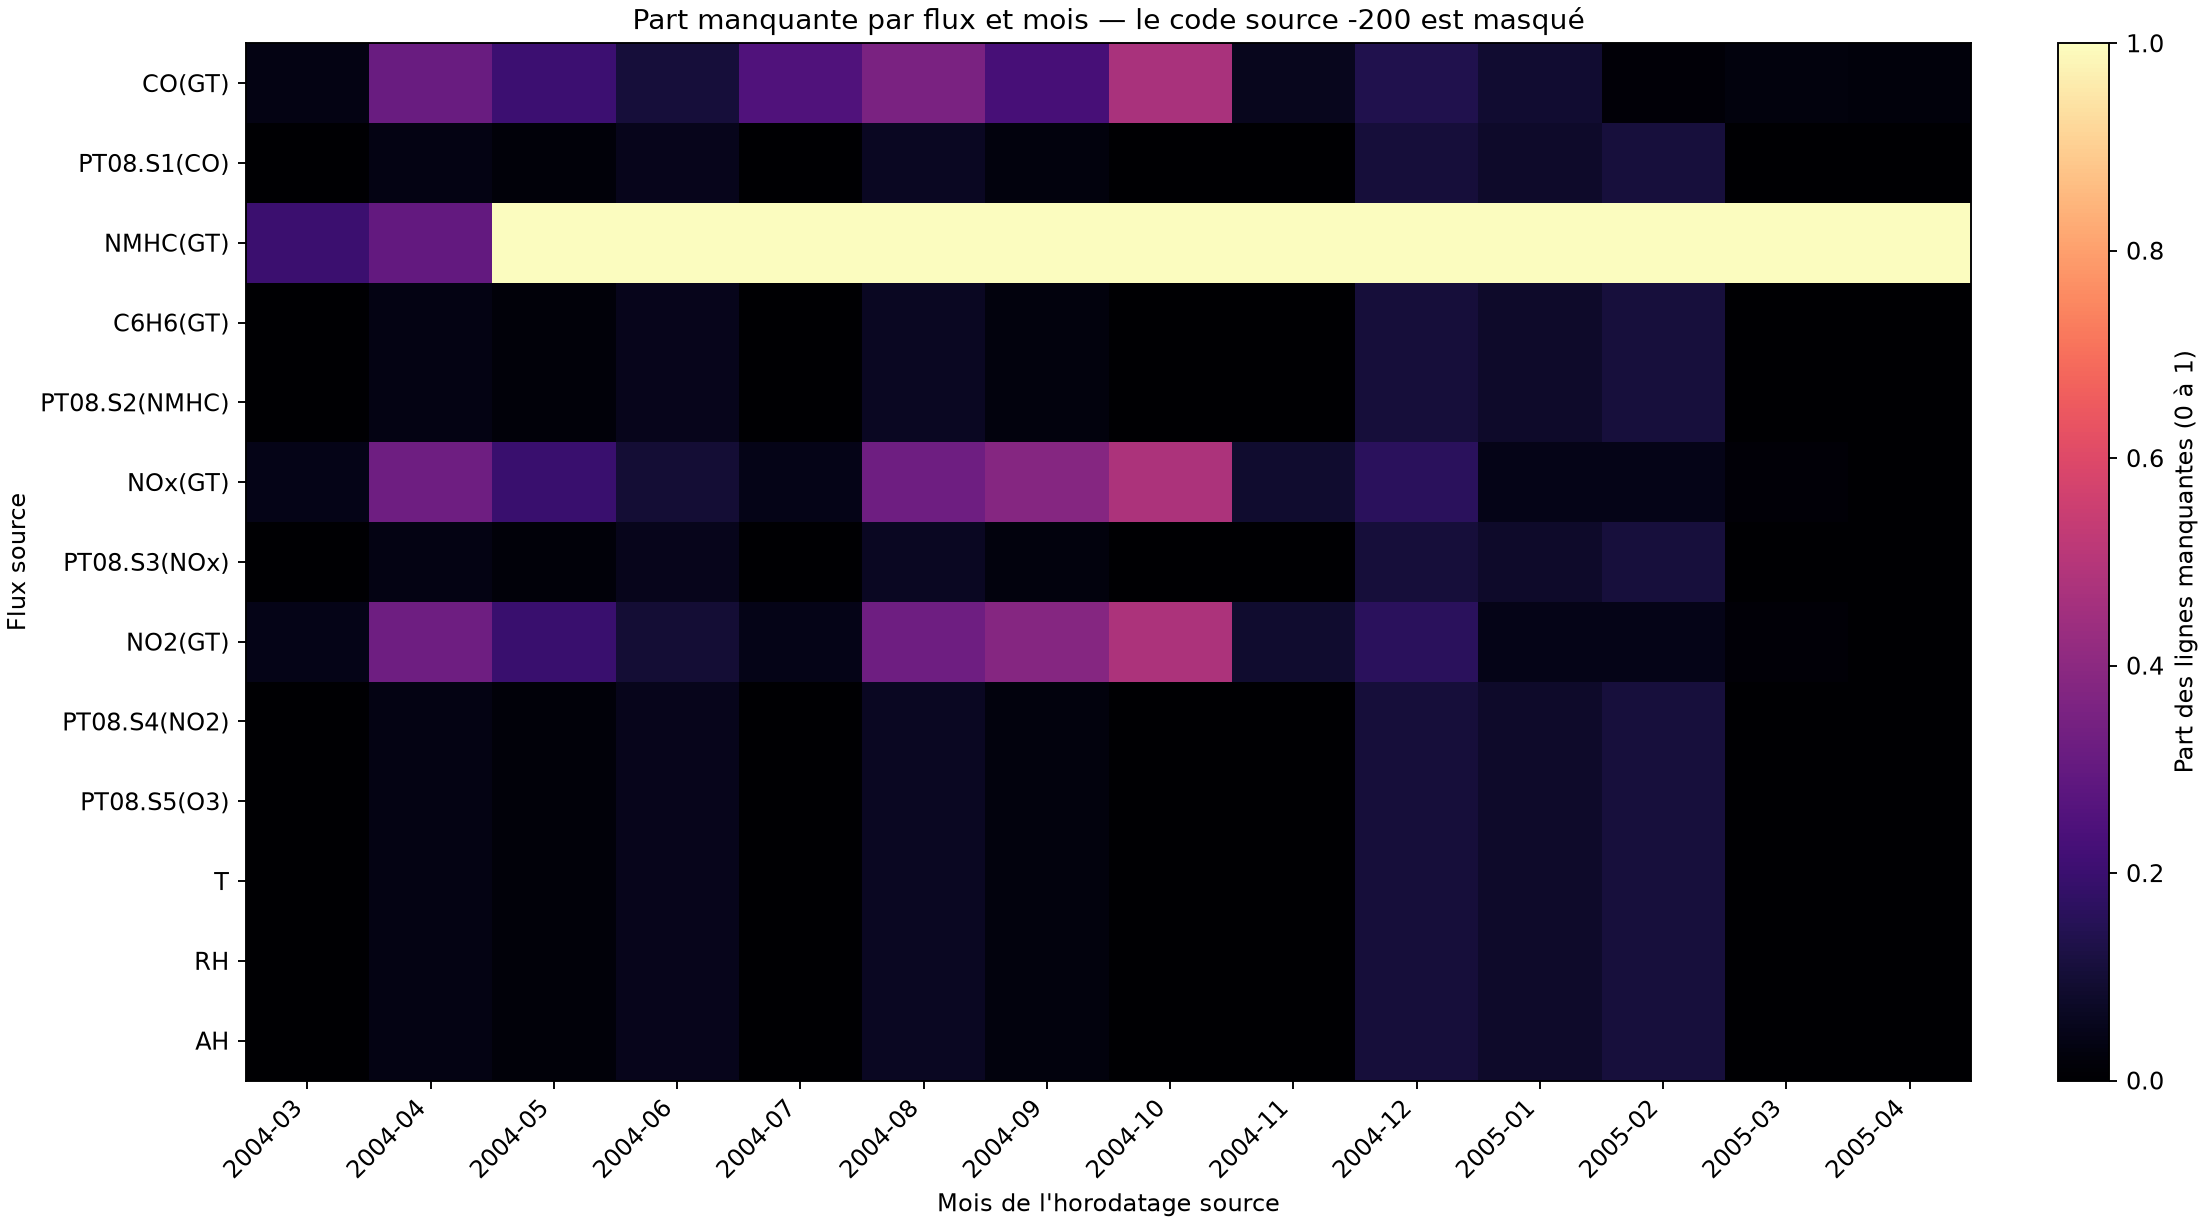 Part manquante par flux et mois — le code source -200 est masqué
Flux source
CO(GT)
PT08.S1(CO)
NMHC(GT)
C6H6(GT)
PT08.S2(NMHC)
NOx(GT)
PT08.S3(NOx)
NO2(GT)
PT08.S4(NO2)
PT08.S5(O3)
T
RH
AH
2004-03
2004-04
2004-05
2004-06
2004-07
2004-08
2004-09
2004-10
2004-11
2004-12
2005-01
2005-02
2005-03
2005-04
Mois de l'horodatage source
1.0
0.8
0.6
0.4
0.2
0.0
Part des lignes manquantes (0 à 1)